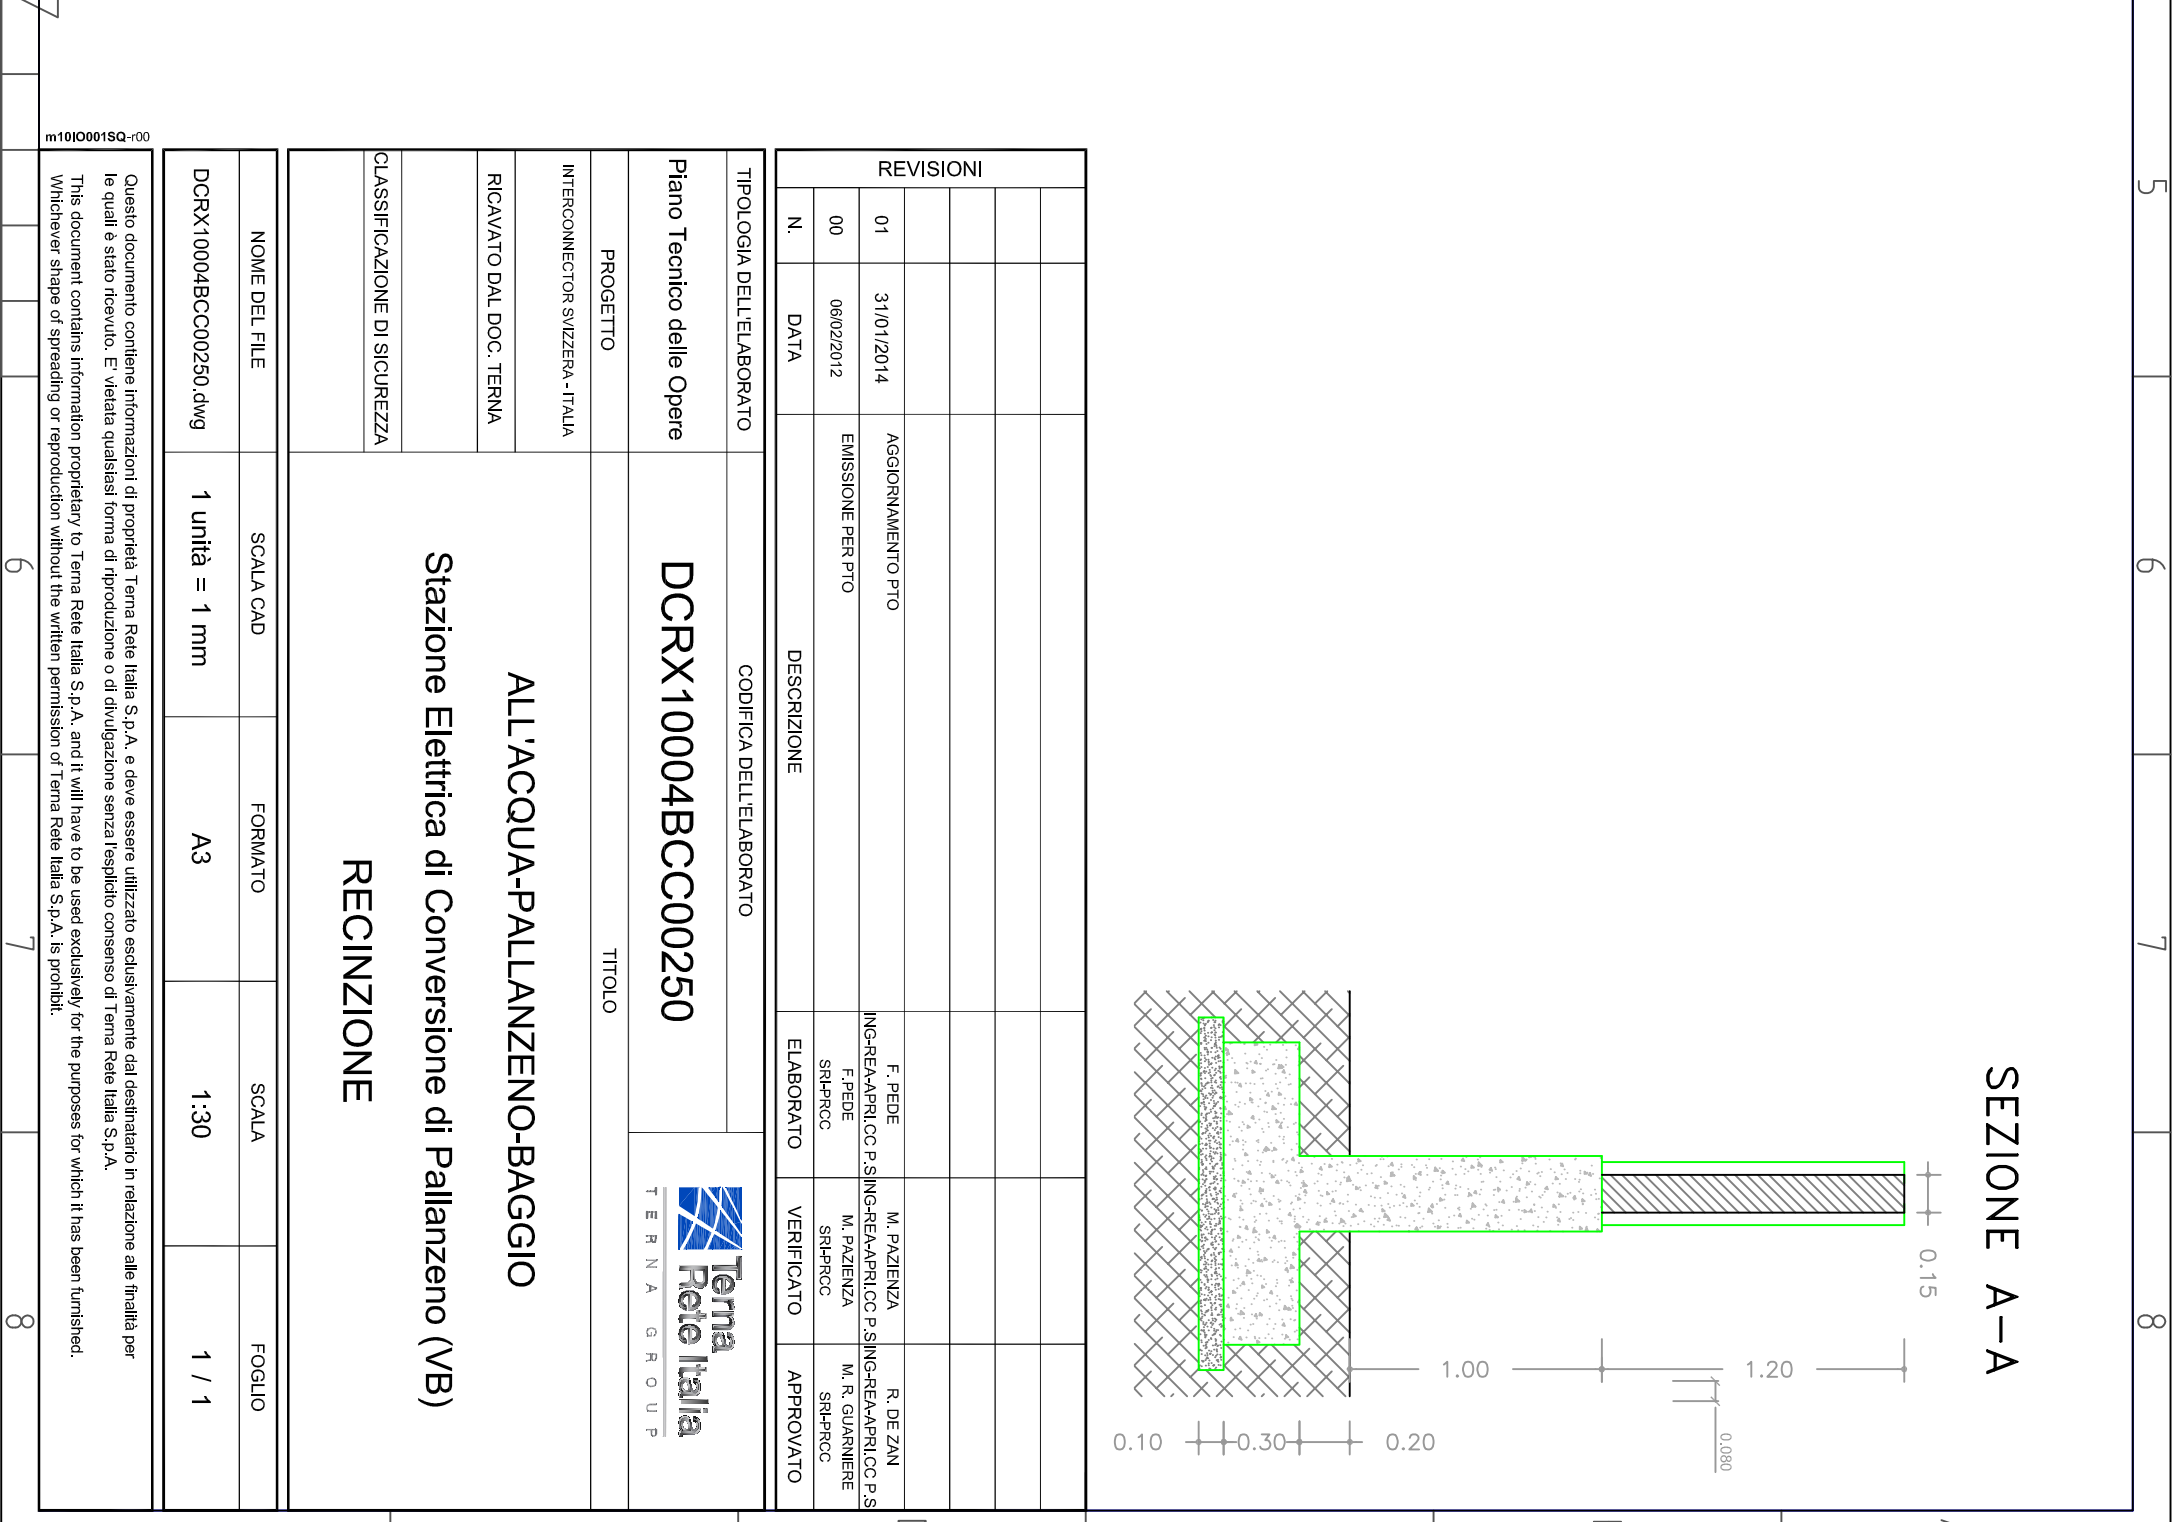 SEZIONE A-A
0.15
1.20
1.00
0.080
0.20
0.30
0.10
REVISIONI
01 31/01/2014 AGGIORNAMENTO PTO F. PEDE ING-REA-APRI.CC P.S M. PAZIENZA ING-REA-APRI.CC P.S R. DE ZAN ING-REA-APRI.CC P.S
00 06/02/2012 EMISSIONE PER PTO F.PEDE SRI-PRCC M. PAZIENZA SRI-PRCC M. R. GUARNIERE SRI-PRCC
N. DATA DESCRIZIONE ELABORATO VERIFICATO APPROVATO
TIPOLOGIA DELL'ELABORATO
Piano Tecnico delle Opere
CODIFICA DELL'ELABORATO
DCRX10004BCC00250
Terna
Rete Italia
TERNA GROUP
PROGETTO
INTERCONNECTOR SVIZZERA - ITALIA
RICAVATO DAL DOC. TERNA
CLASSIFICAZIONE DI SICUREZZA
TITOLO
ALL'ACQUA-PALLANZENO-BAGGIO
Stazione Elettrica di Conversione di Pallanzeno (VB)
RECINZIONE
NOME DEL FILE SCALA CAD FORMATO SCALA FOGLIO
DCRX10004BCC00250.dwg 1 unità = 1 mm A3 1:30 1 / 1
Questo documento contiene informazioni di proprietà Terna Rete Italia S.p.A. e deve essere utilizzato esclusivamente dal destinatario in relazione alle finalità per
le quali è stato ricevuto. E' vietata qualsiasi forma di riproduzione o di divulgazione senza l'esplicito consenso di Terna Rete Italia S.p.A.
This document contains information proprietary to Terna Rete Italia S.p.A. and it will have to be used exclusively for the purposes for which it has been furnished.
Whichever shape of spreading or reproduction without the written permission of Terna Rete Italia S.p.A. is prohibit.
m10IO001SQ-r00
5
6
7
8
6
7
8